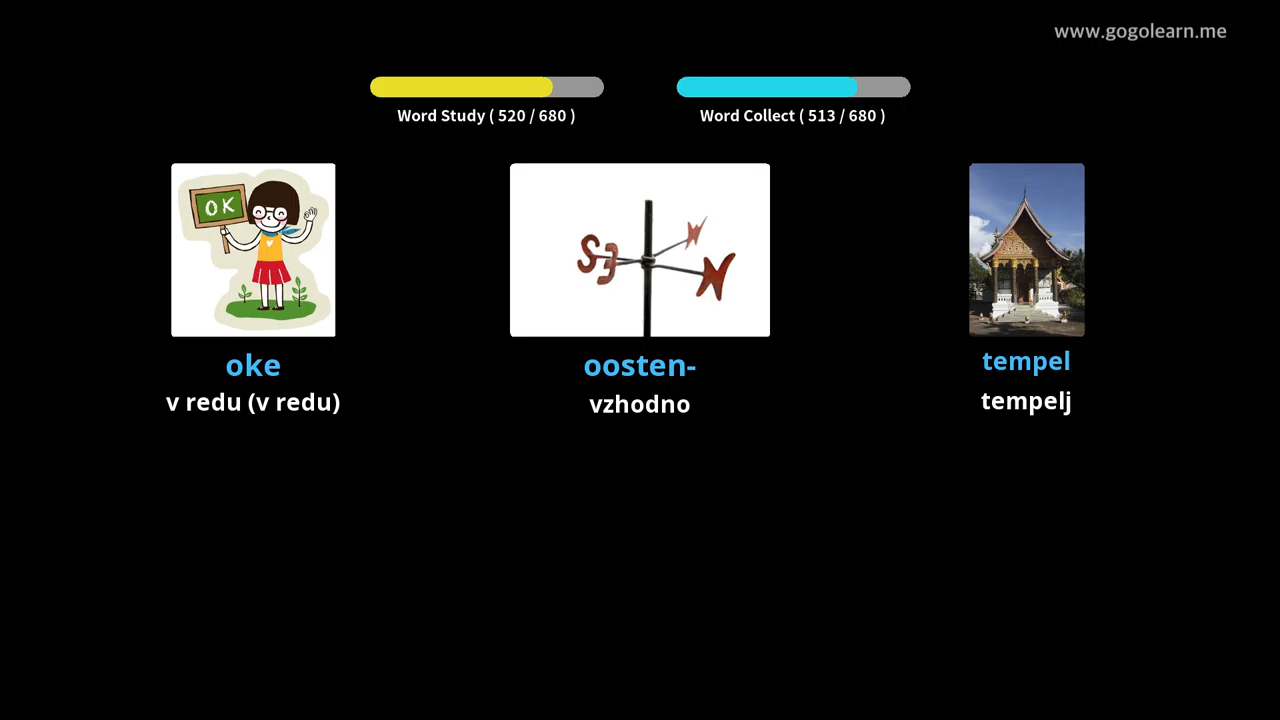 www.gogolearn.me
Word Study ( 520 / 680 )
Word Collect ( 513 / 680 )
OK
S E N W
oke
oosten-
tempel
v redu (v redu)
vzhodno
tempelj